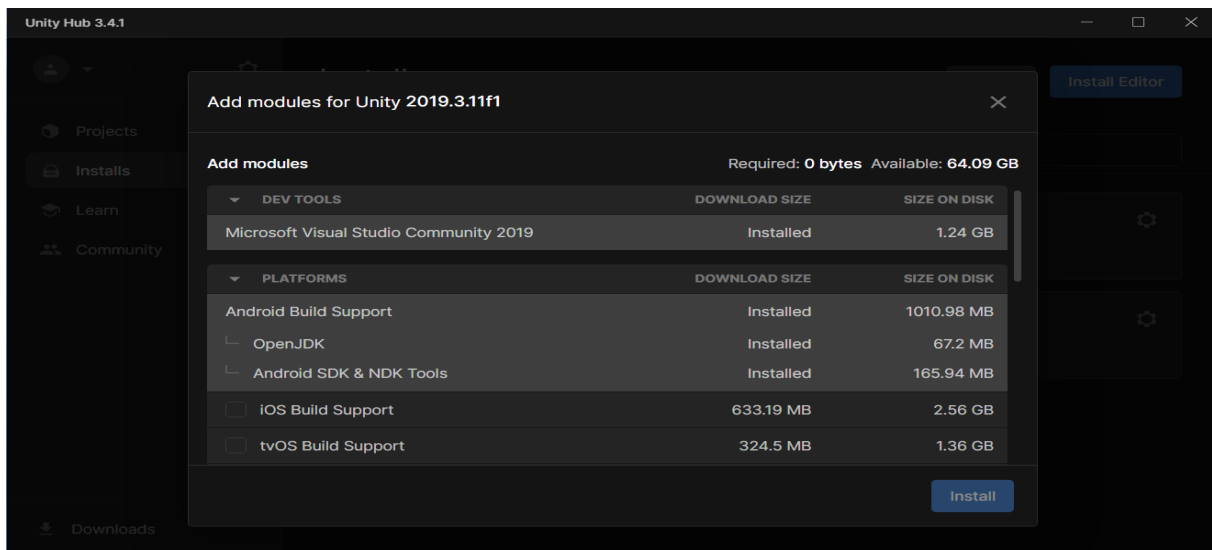 Unity Hub 3.4.1
Install Editor
Projects
Installs
Learn
Community
Downloads
Add modules for Unity 2019.3.11f1
Add modules Required: 0 bytes Available: 64.09 GB
DEV TOOLS DOWNLOAD SIZE SIZE ON DISK
Microsoft Visual Studio Community 2019 Installed 1.24 GB
PLATFORMS DOWNLOAD SIZE SIZE ON DISK
Android Build Support Installed 1010.98 MB
OpenJDK Installed 67.2 MB
Android SDK & NDK Tools Installed 165.94 MB
iOS Build Support 633.19 MB 2.56 GB
tvOS Build Support 324.5 MB 1.36 GB
Install